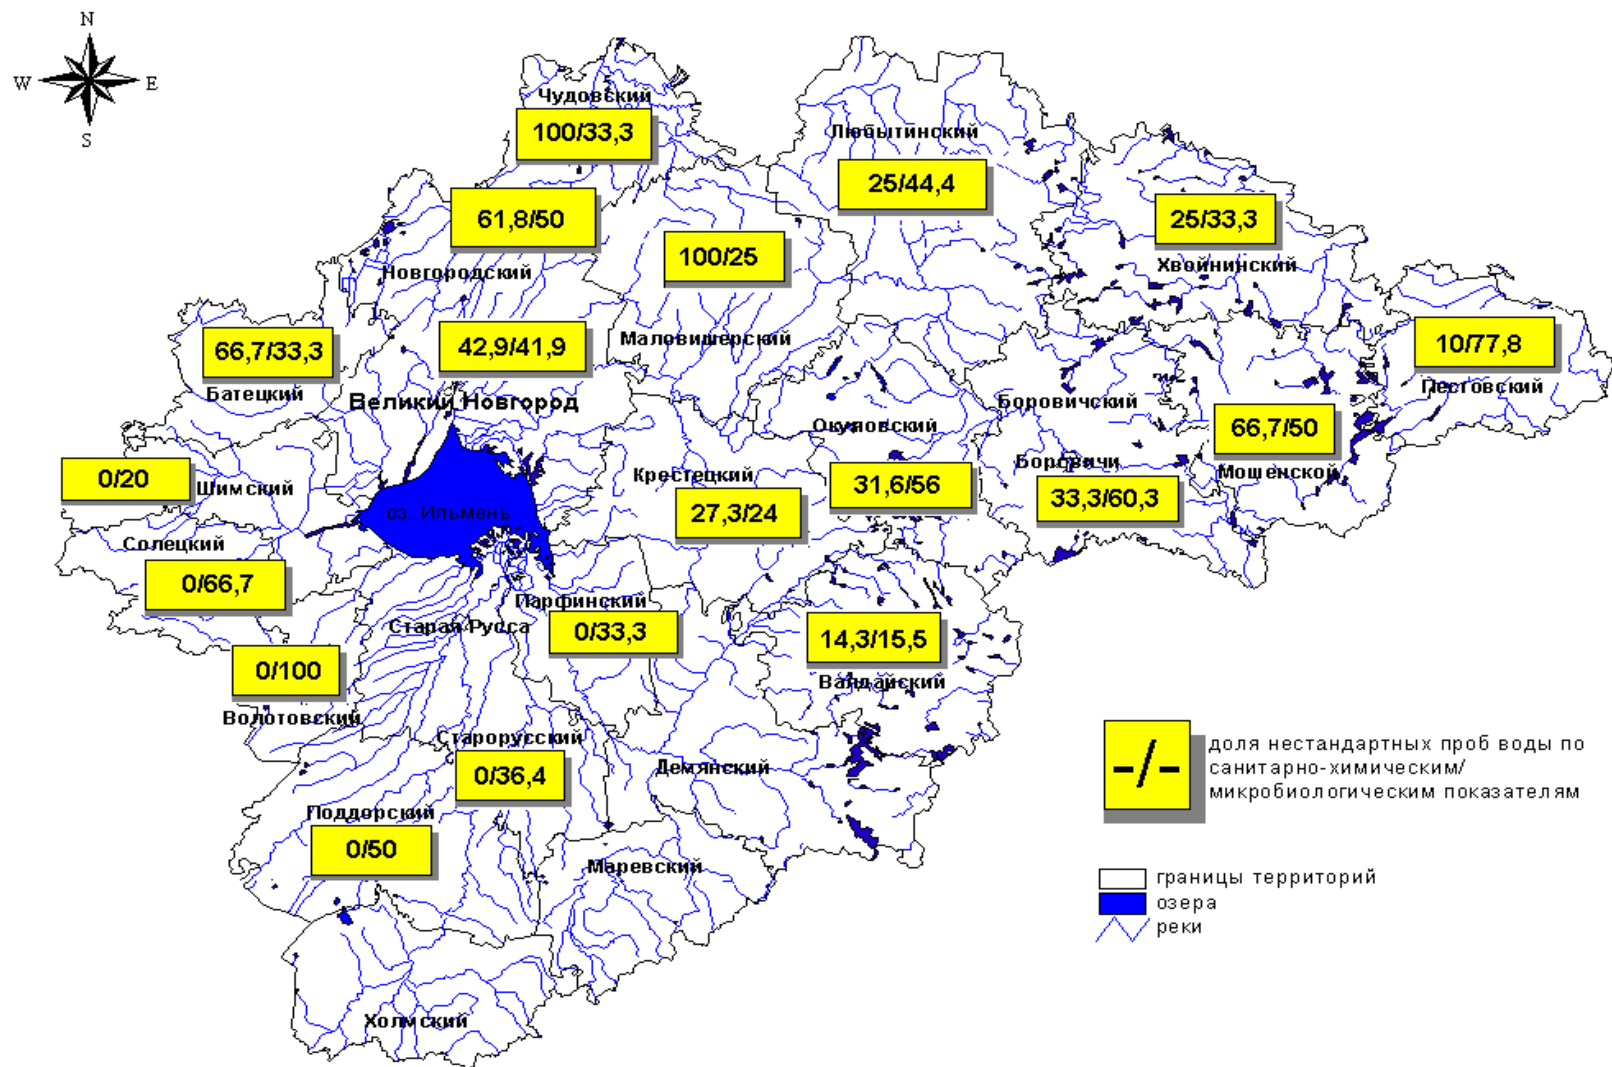 N
W
E
S
Чудовский
100/33,3
Любытинский
25/44,4
61,8/50
25/33,3
100/25
Новгородский
Хвойнинский
Маловишерский
66,7/33,3
42,9/41,9
10/77,8
Батецкий
Великий Новгород
Пестовский
Боровичский
Окуловский
66,7/50
Боровичи
Мошенской
0/20
Шимский
Крестецкий
31,6/56
33,3/60,3
27,3/24
оз. Ильмень
Солецкий
0/66,7
Парфинский
Старая Русса
0/33,3
14,3/15,5
0/100
Валдайский
Волотовский
Старорусский
0/36,4
Демянский
-/-
доля нестандартных проб воды по
санитарно-химическим/
микробиологическим показателям
Поддорский
0/50
Маревский
границы территорий
озера
реки
Холмский